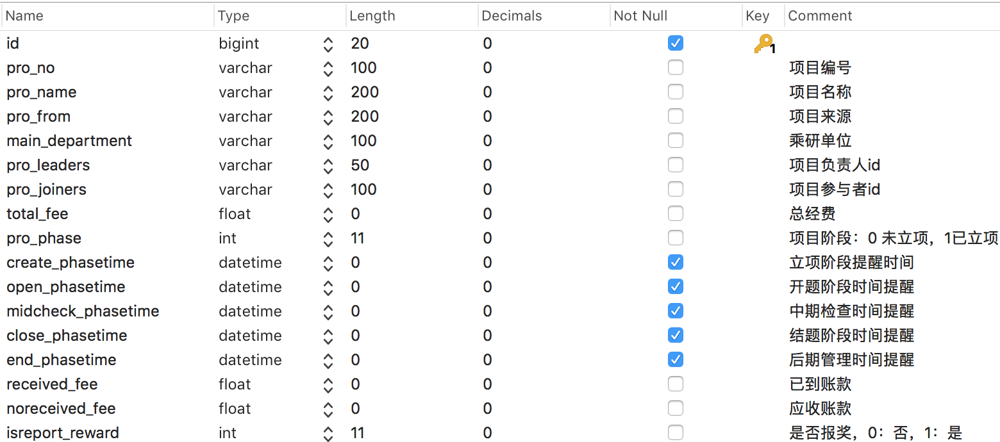 Name Type Length Decimals Not Null Key Comment
id bigint 20 0 1
pro_no varchar 100 0 项目编号
pro_name varchar 200 0 项目名称
pro_from varchar 200 0 项目来源
main_department varchar 100 0 乘研单位
pro_leaders varchar 50 0 项目负责人id
pro_joiners varchar 100 0 项目参与者id
total_fee float 0 0 总经费
pro_phase int 11 0 项目阶段：0 未立项，1已立项
create_phasetime datetime 0 0 立项阶段提醒时间
open_phasetime datetime 0 0 开题阶段时间提醒
midcheck_phasetime datetime 0 0 中期检查时间提醒
close_phasetime datetime 0 0 结题阶段时间提醒
end_phasetime datetime 0 0 后期管理时间提醒
received_fee float 0 0 已到账款
noreceived_fee float 0 0 应收账款
isreport_reward int 11 0 是否报奖，0：否，1：是